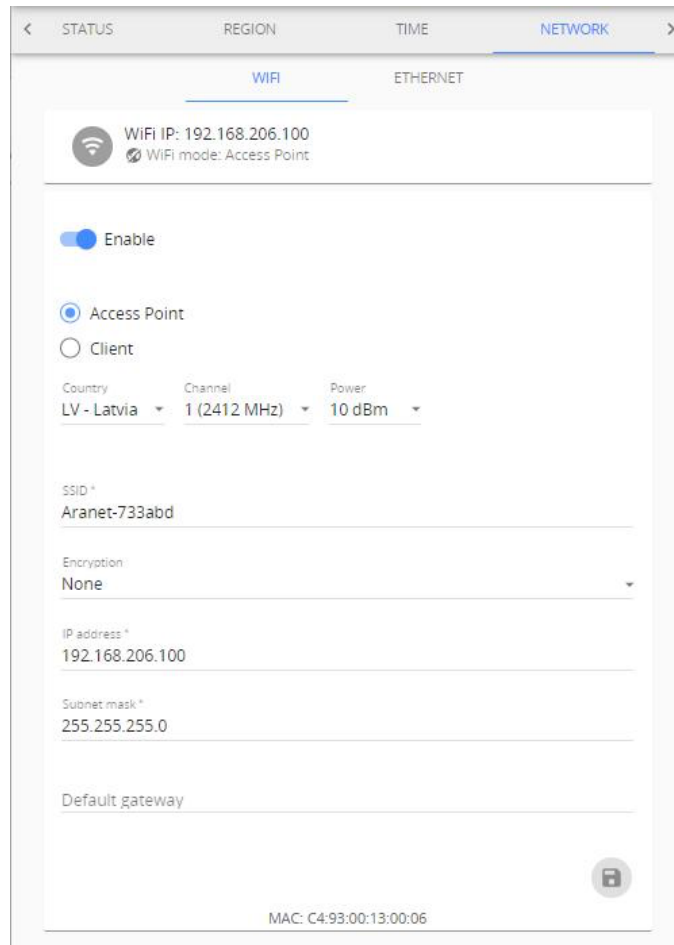 STATUS REGION TIME NETWORK
WIFI ETHERNET
WiFi IP: 192.168.206.100
WiFi mode: Access Point
Enable
Access Point
Client
Country Channel Power
LV - Latvia 1 (2412 MHz) 10 dBm
SSID *
Aranet-733abd
Encryption
None
IP address *
192.168.206.100
Subnet mask *
255.255.255.0
Default gateway
MAC: C4:93:00:13:00:06